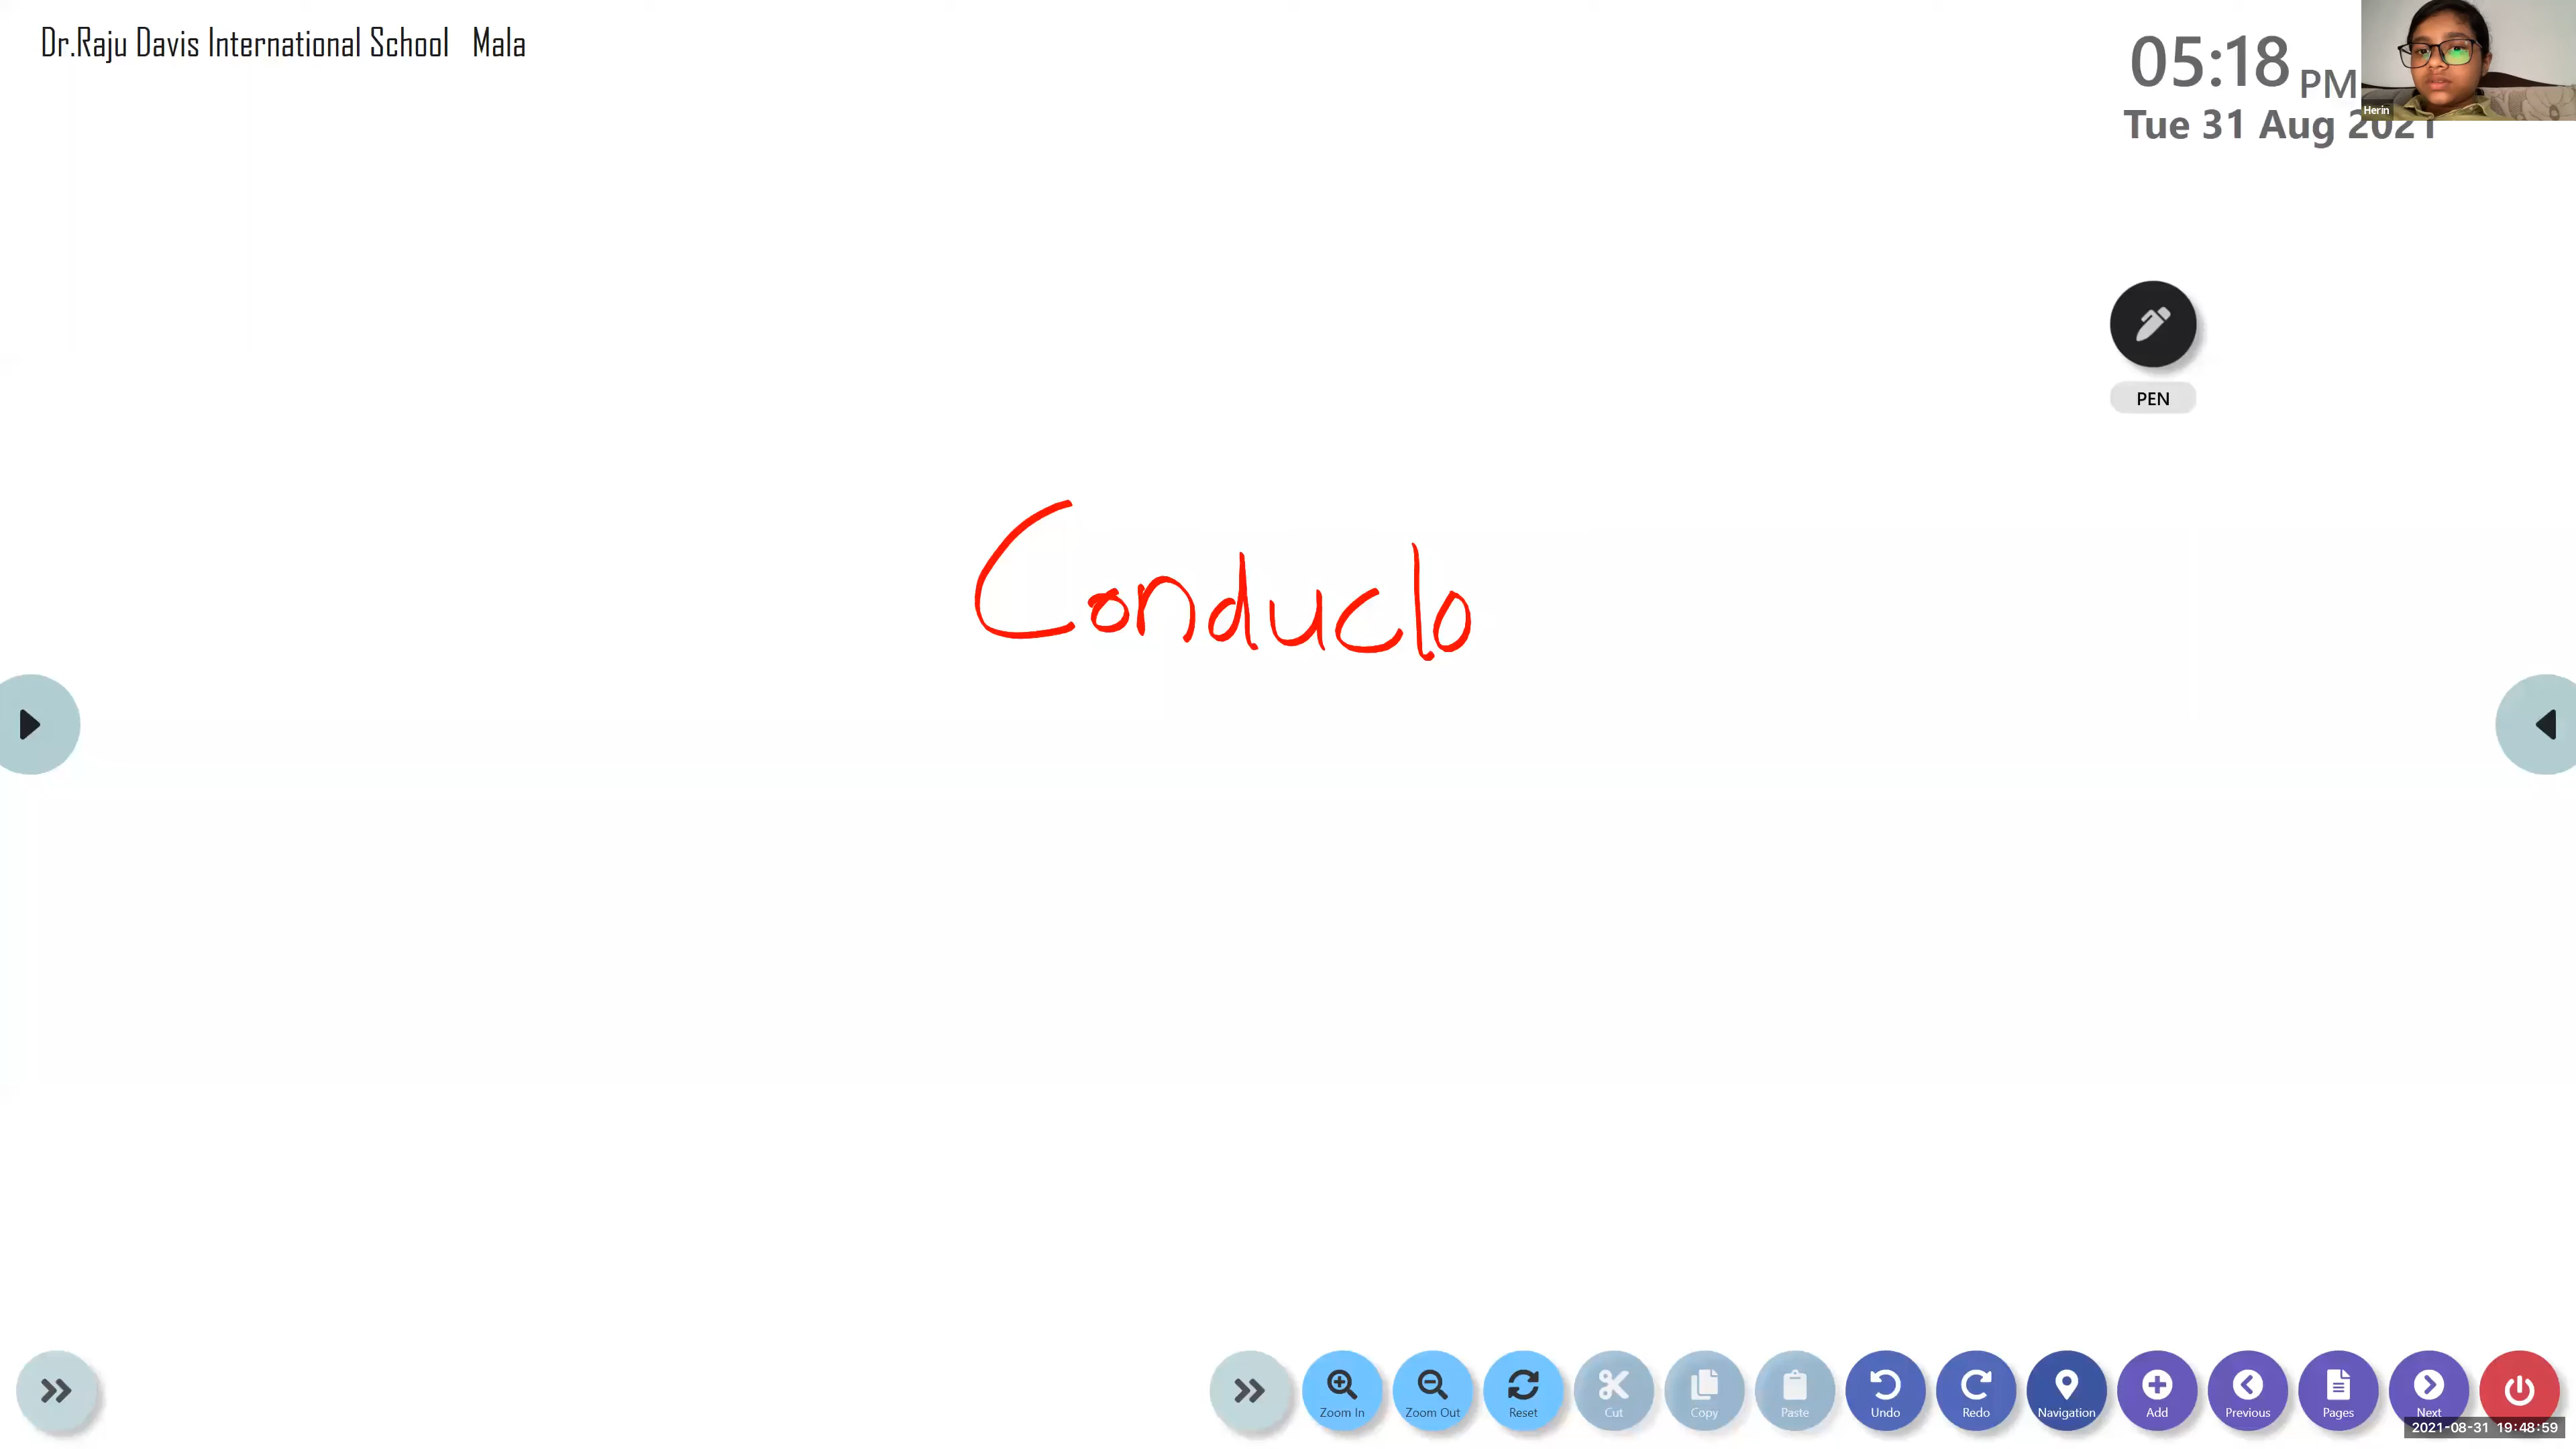 Dr.Raju Davis International School Mala
05:18 PM
Tue 31 Aug 2021
Herin
PEN
Conduclo
Zoom In
Zoom Out
Reset
Cut
Copy
Paste
Undo
Redo
Navigation
Add
Previous
Pages
Next
2021-08-31 19:48:59